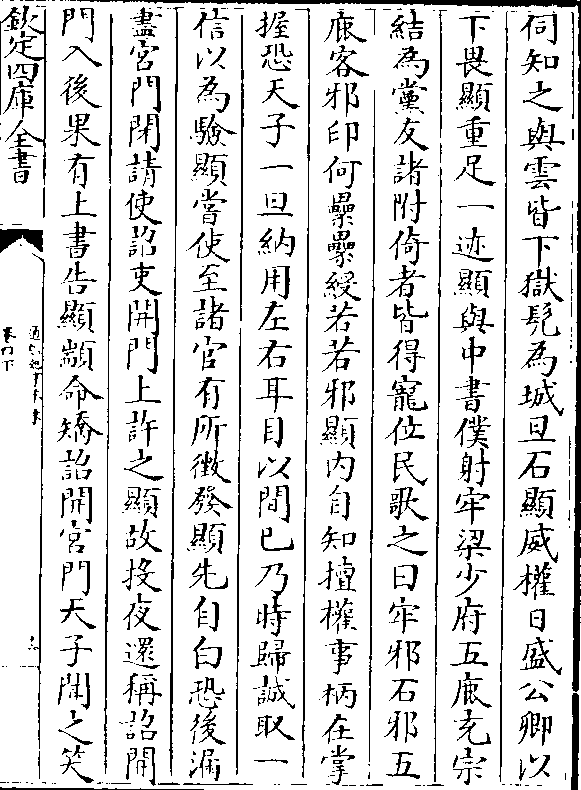 伺知之與雲皆下獄髡為城旦石顯威權日盛公卿以
下畏顯重足一迹顯與中書僕射牢梁少府五鹿充宗
結為黨友諸附倚者皆得寵位民歌之曰牢邪石邪五
鹿客邪印何纍纍綬若若邪顯內自知擅權事柄在掌
握恐天子一旦納用左右耳目以間已乃時歸誠取一
信以為驗顯嘗使至諸官有所徵發顯先自白恐後漏
盡宮門閉請使詔吏開門上許之顯故投夜還稱詔開
門入後果有上書告顯顓命矯詔開宮門天子聞之笑
欽定四庫全書